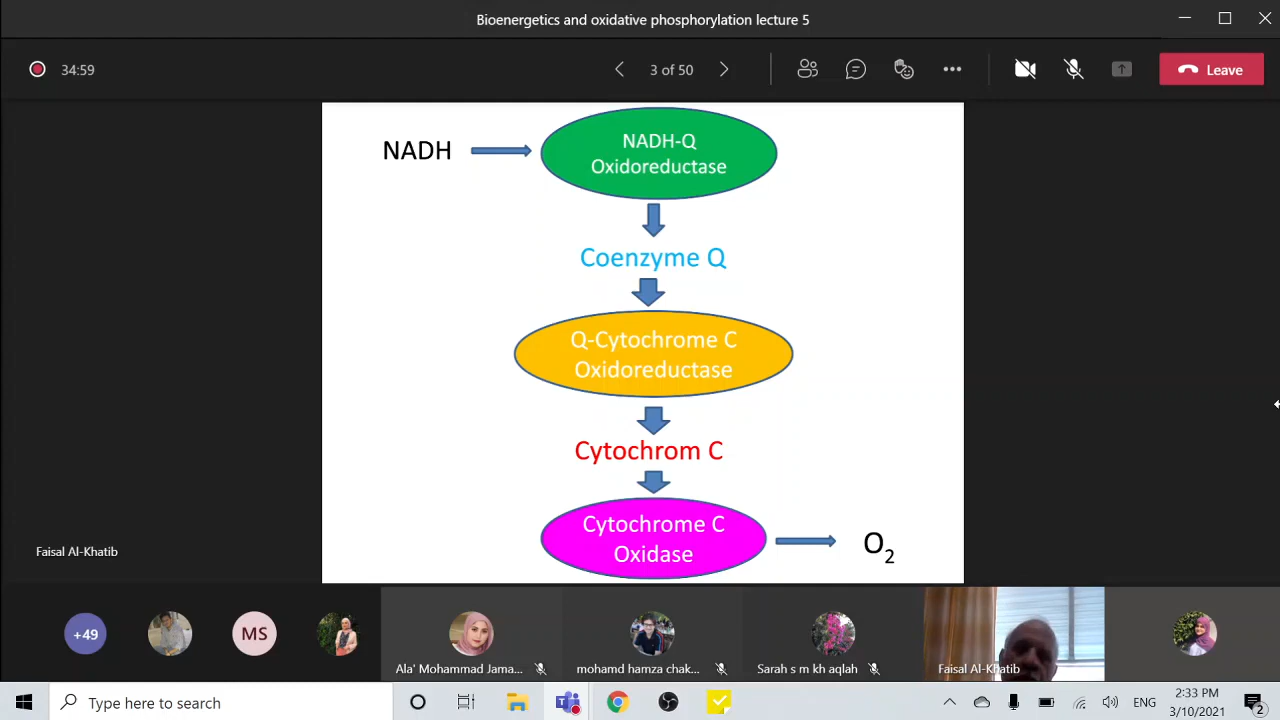 Bioenergetics and oxidative phosphorylation lecture 5
34:59
3 of 50
Leave
NADH
NADH-Q
Oxidoreductase
Coenzyme Q
Q-Cytochrome C
Oxidoreductase
Cytochrom C
Cytochrome C
Oxidase
O2
Faisal Al-Khatib
+49
MS
Ala' Mohammad Jama...
mohamd hamza chak...
Sarah s m kh aqlah
Faisal Al-Khatib
Type here to search
ENG
2:33 PM
3/10/2021
2